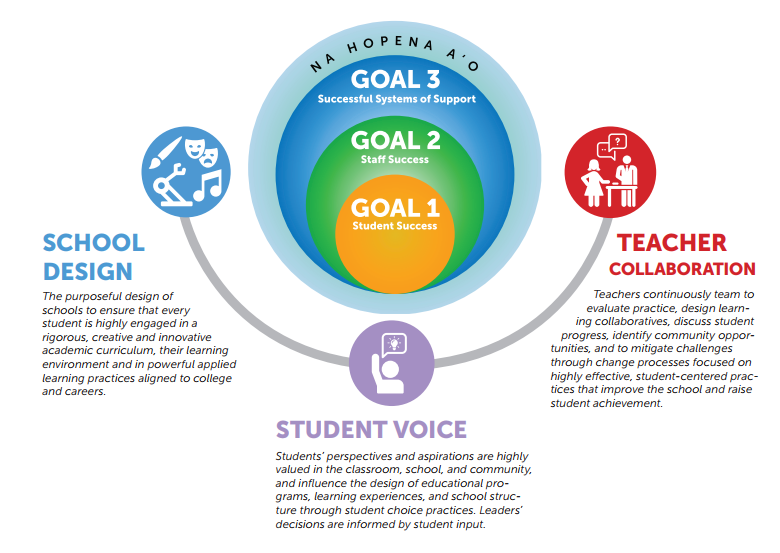 NA HOPENA A‘O
GOAL 3
Successful Systems of Support
GOAL 2
Staff Success
GOAL 1
Student Success
?
SCHOOL
DESIGN
The purposeful design of
schools to ensure that every
student is highly engaged in a
rigorous, creative and innovative
academic curriculum, their learning
environment and in powerful applied
learning practices aligned to college
and careers.
TEACHER
COLLABORATION
Teachers continuously team to
evaluate practice, design learn-
ing collaboratives, discuss student
progress, identify community oppor-
tunities, and to mitigate challenges
through change processes focused on
highly effective, student-centered prac-
tices that improve the school and raise
student achievement.
STUDENT VOICE
Students’ perspectives and aspirations are highly
valued in the classroom, school, and community,
and influence the design of educational pro-
grams, learning experiences, and school struc-
ture through student choice practices. Leaders’
decisions are informed by student input.